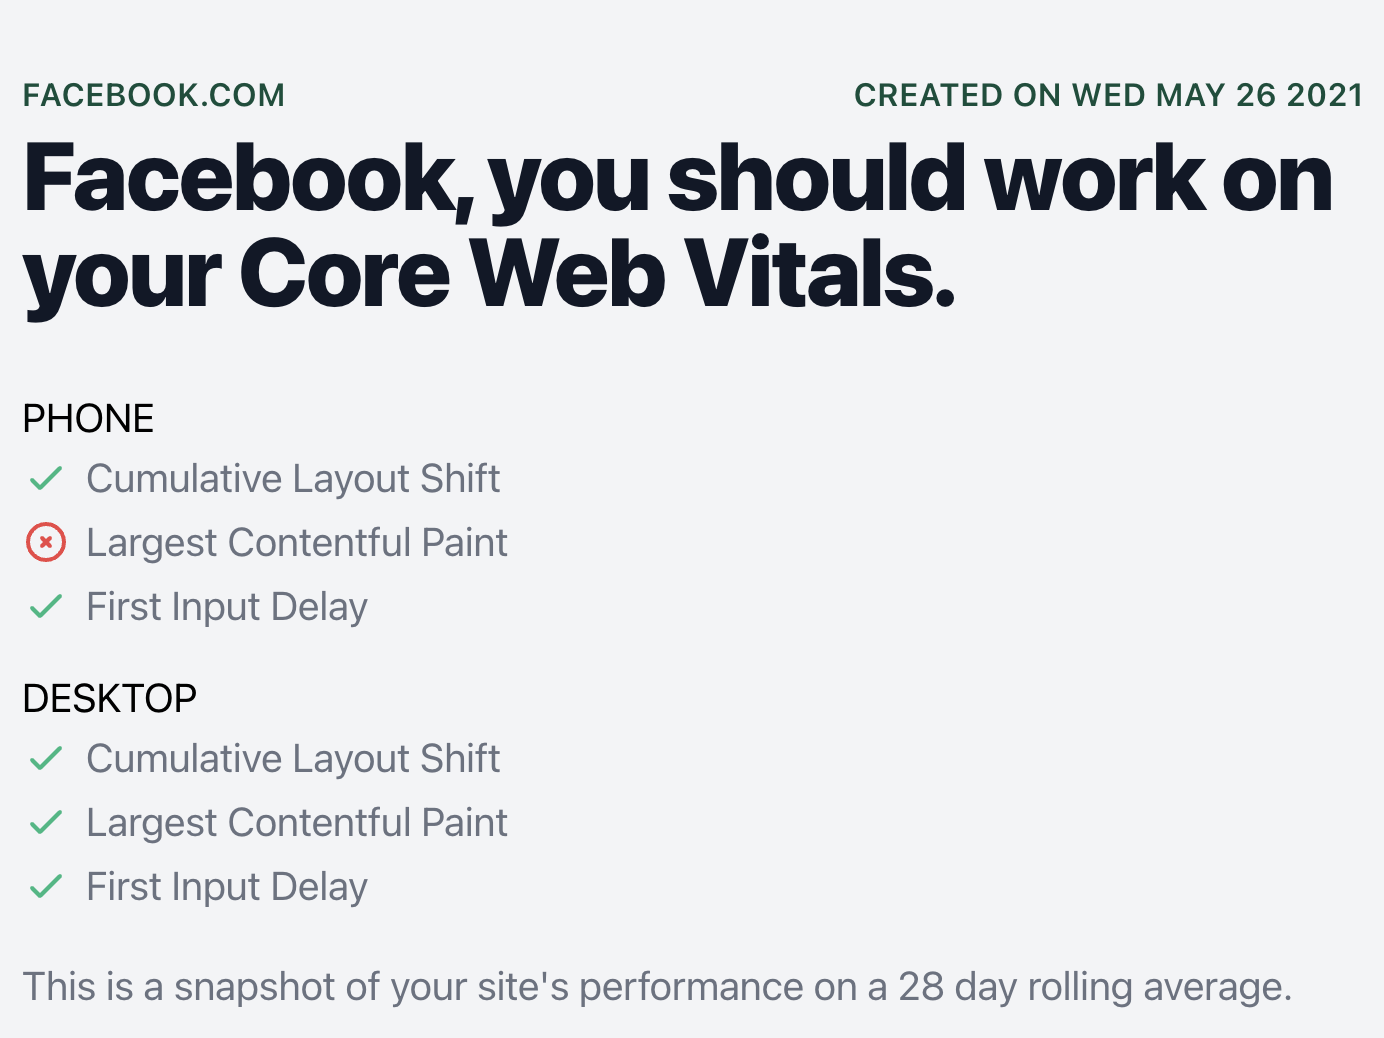 FACEBOOK.COM
CREATED ON WED MAY 26 2021
Facebook, you should work on
your Core Web Vitals.
PHONE
Cumulative Layout Shift
Largest Contentful Paint
First Input Delay
DESKTOP
Cumulative Layout Shift
Largest Contentful Paint
First Input Delay
This is a snapshot of your site's performance on a 28 day rolling average.